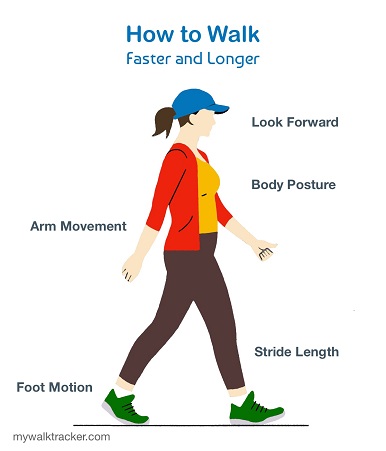 How to Walk
Faster and Longer
Look Forward
Body Posture
Arm Movement
Stride Length
Foot Motion
mywalktracker.com